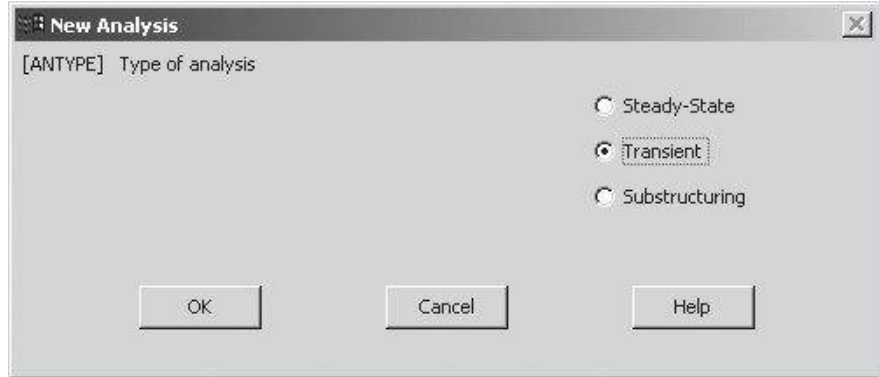 New Analysis
[ANTYPE] Type of analysis
Steady-State
Transient
Substructuring
OK Cancel Help